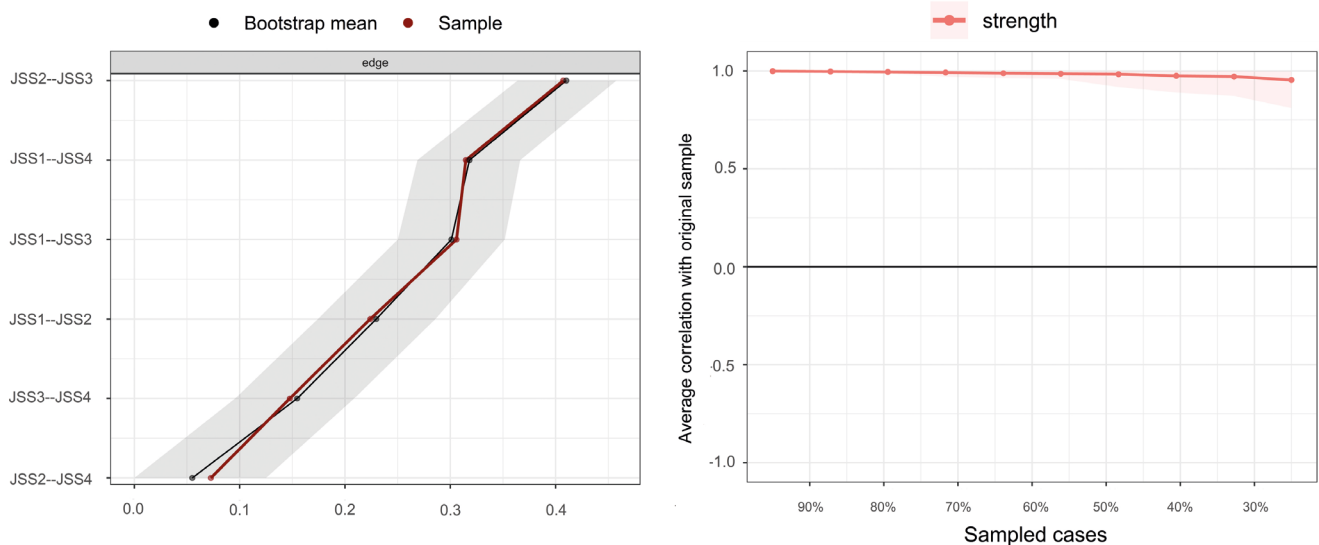 Bootstrap mean Sample
edge
JSS2--JSS3
JSS1--JSS4
JSS1--JSS3
JSS1--JSS2
JSS3--JSS4
JSS2--JSS4
0.0 0.1 0.2 0.3 0.4
strength
Average correlation with original sample
1.0
0.5
0.0
-0.5
-1.0
90% 80% 70% 60% 50% 40% 30%
Sampled cases